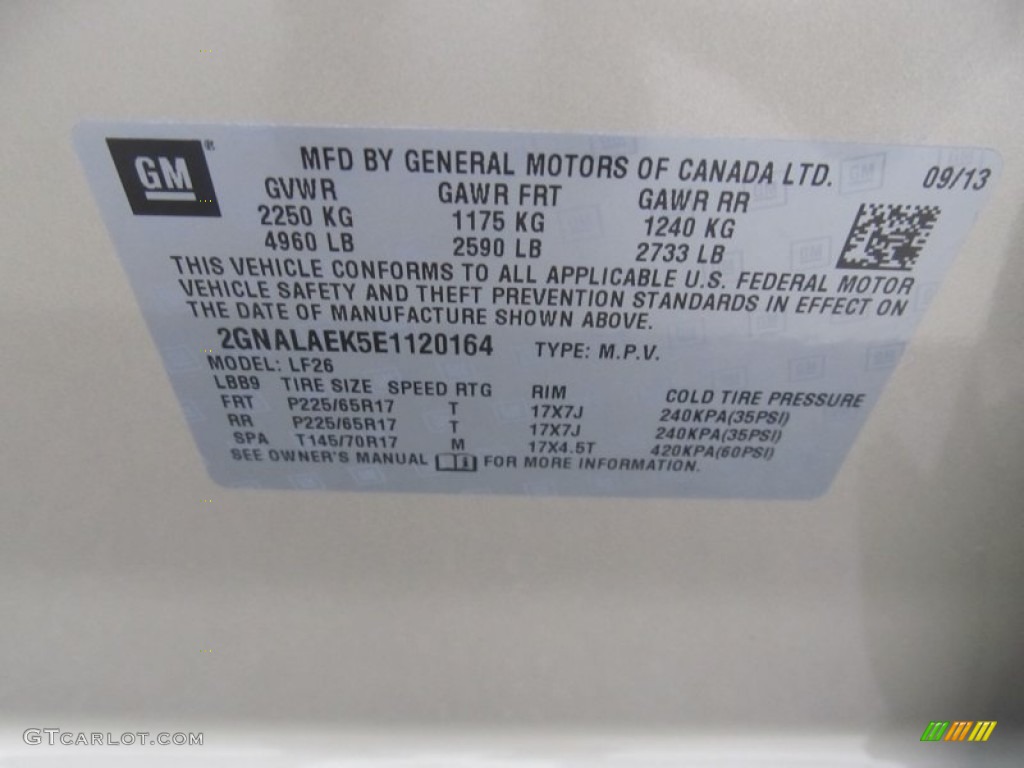 GM
MFD BY GENERAL MOTORS OF CANADA LTD. 09/13
GVWR GAWR FRT GAWR RR
2250 KG 1175 KG 1240 KG
4960 LB 2590 LB 2733 LB
THIS VEHICLE CONFORMS TO ALL APPLICABLE U.S. FEDERAL MOTOR
VEHICLE SAFETY AND THEFT PREVENTION STANDARDS IN EFFECT ON
THE DATE OF MANUFACTURE SHOWN ABOVE.
2GNALAEK5E1120164 TYPE: M.P.V.
MODEL: LF26
LBB9 TIRE SIZE SPEED RTG RIM COLD TIRE PRESSURE
FRT P225/65R17 T 17X7J 240KPA(35PSI)
RR P225/65R17 T 17X7J 240KPA(35PSI)
SPA T145/70R17 M 17X4.5T 420KPA(60PSI)
SEE OWNER'S MANUAL FOR MORE INFORMATION.
GTCARLOT.COM